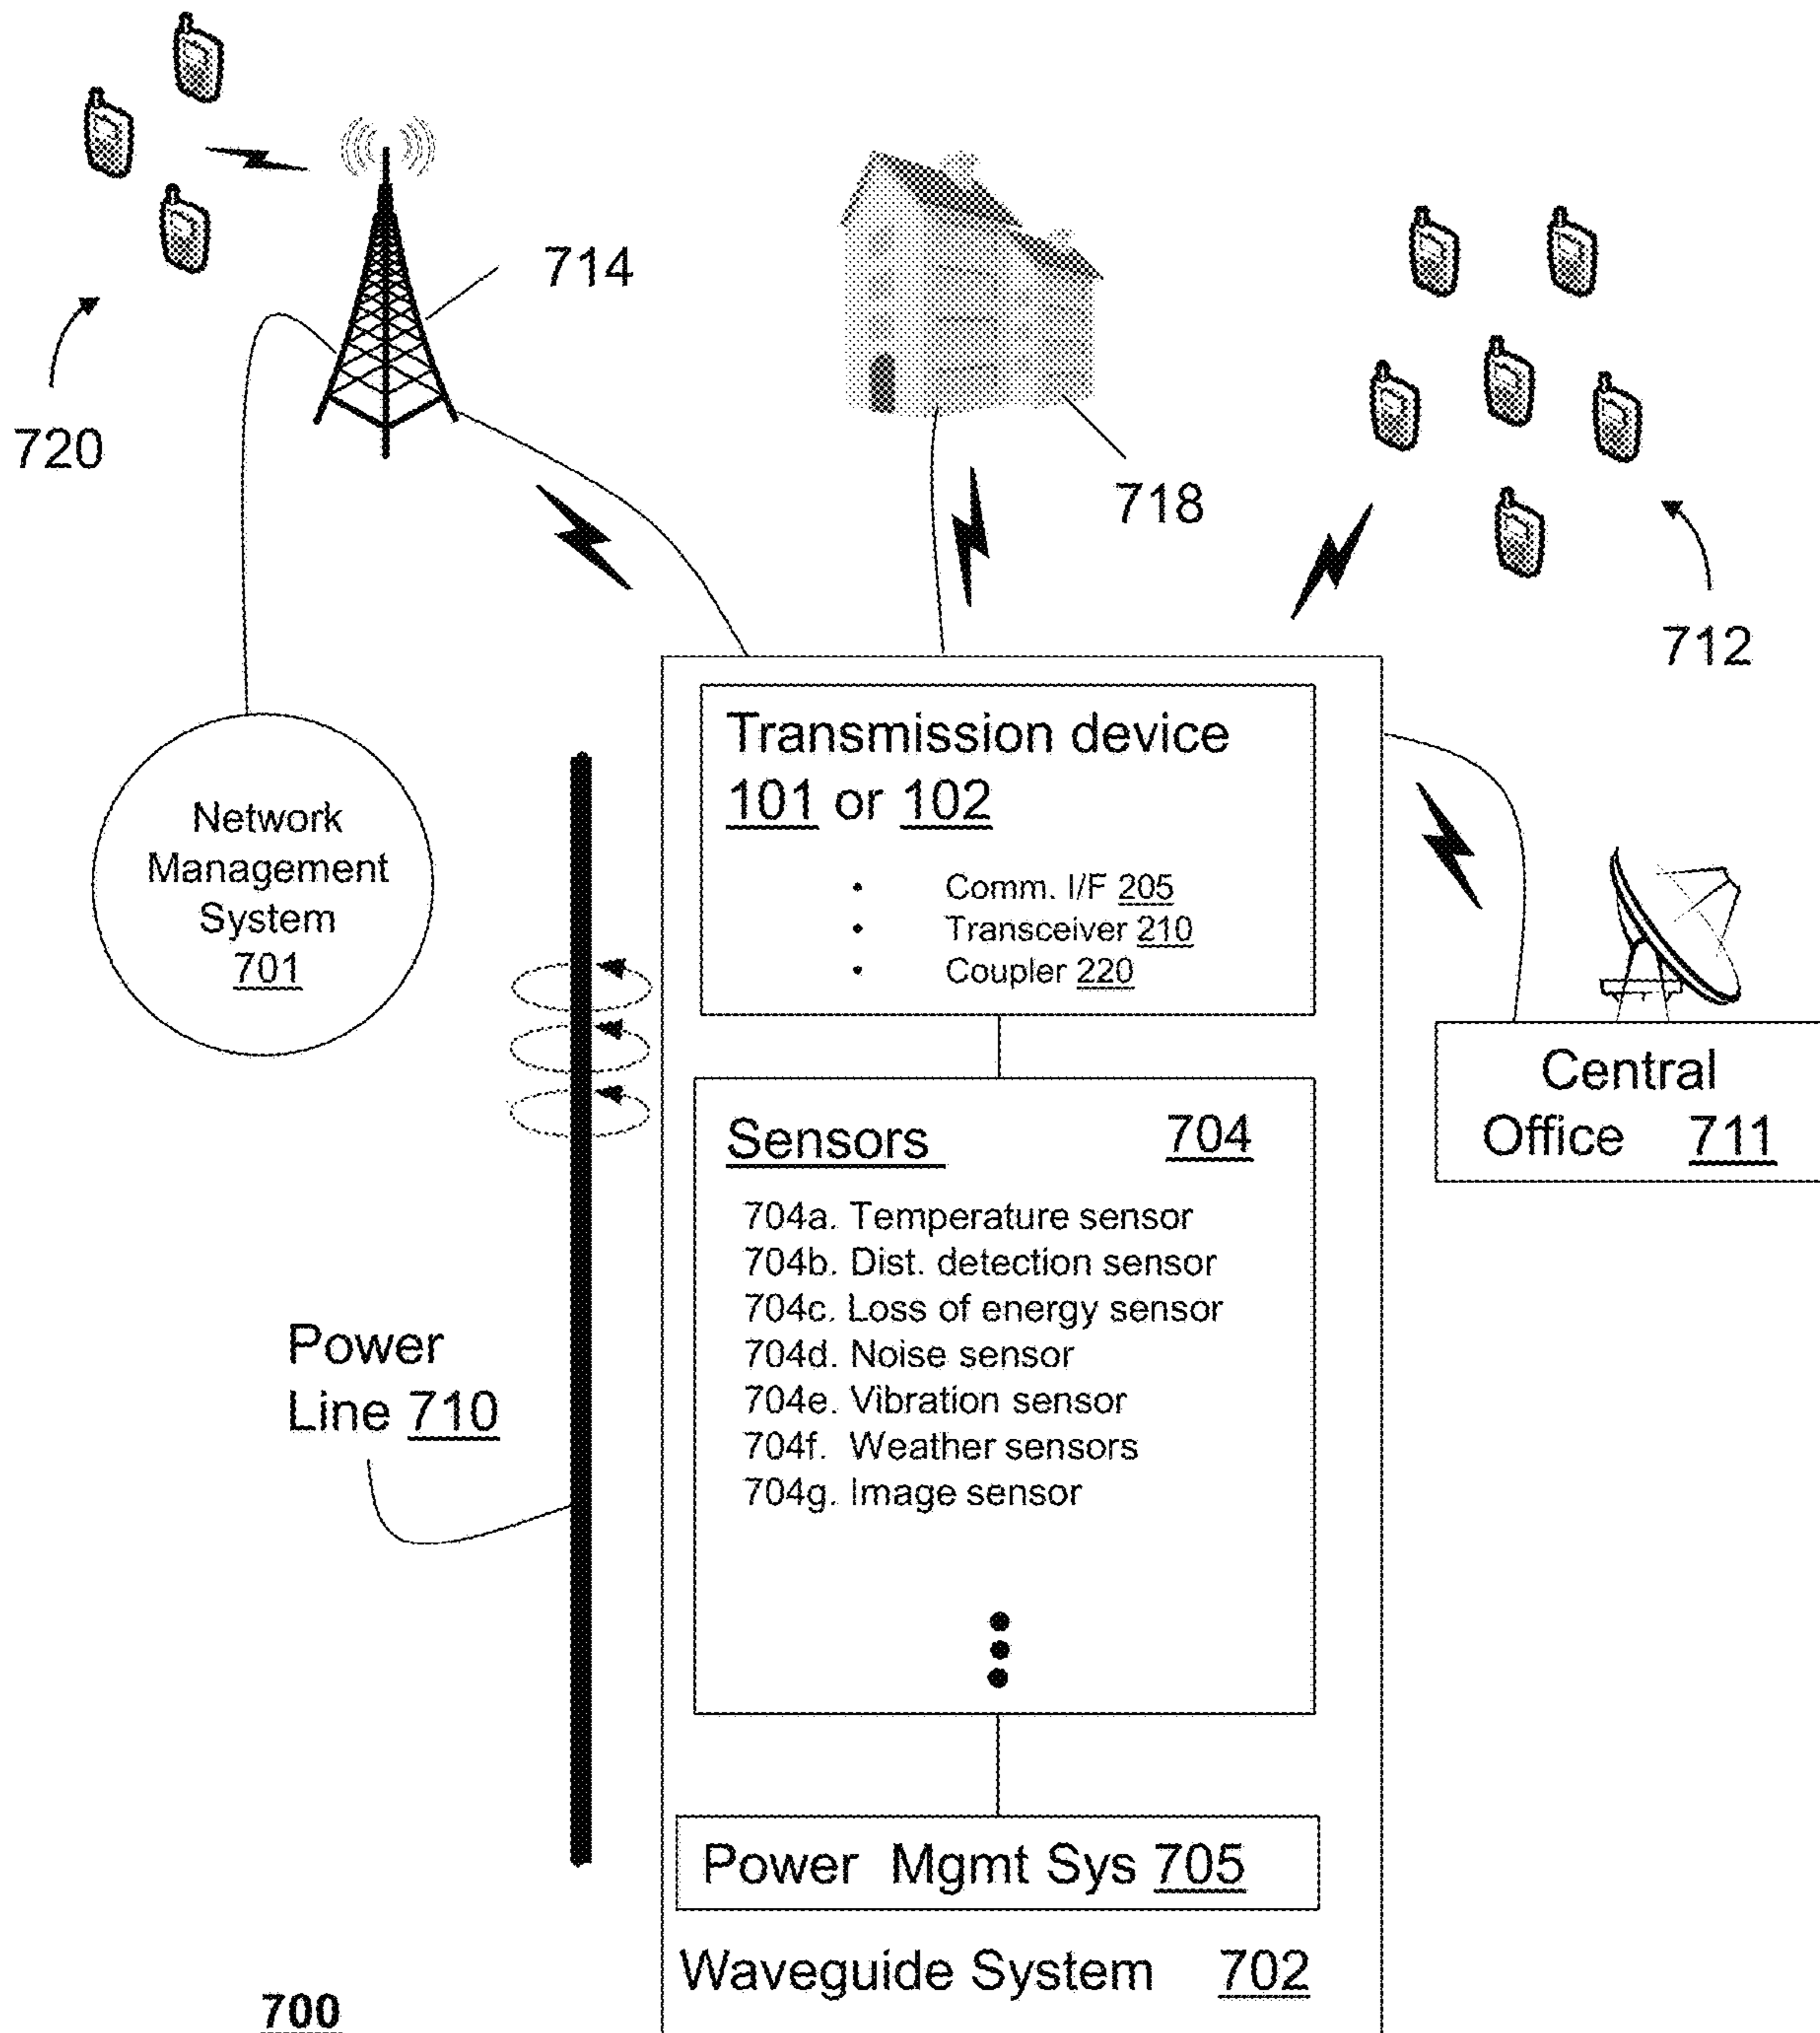 714
720
718
712
Network
Management
System
701
Transmission device
101 or 102
• Comm. I/F 205
• Transceiver 210
• Coupler 220
Central
Office 711
Sensors 704
704a. Temperature sensor
704b. Dist. detection sensor
704c. Loss of energy sensor
704d. Noise sensor
704e. Vibration sensor
704f. Weather sensors
704g. Image sensor
Power
Line 710
Power Mgmt Sys 705
Waveguide System 702
700